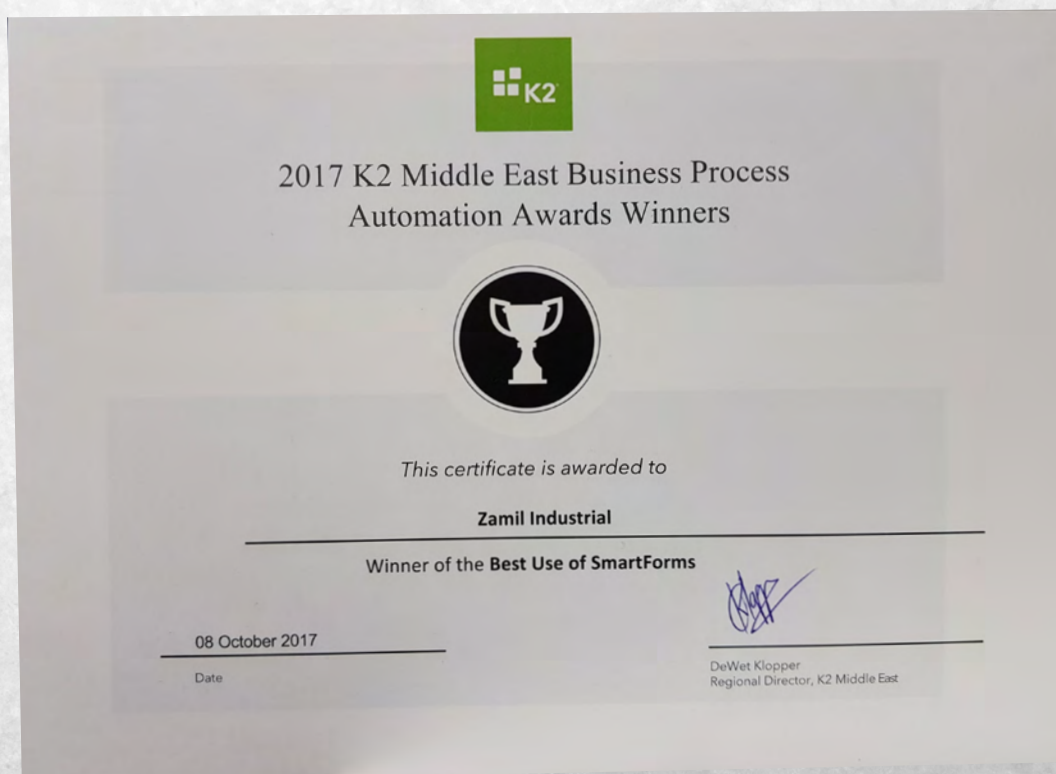 K2
2017 K2 Middle East Business Process
Automation Awards Winners
This certificate is awarded to
Zamil Industrial
Winner of the Best Use of SmartForms
08 October 2017
Date
DeWet Klopper
Regional Director, K2 Middle East